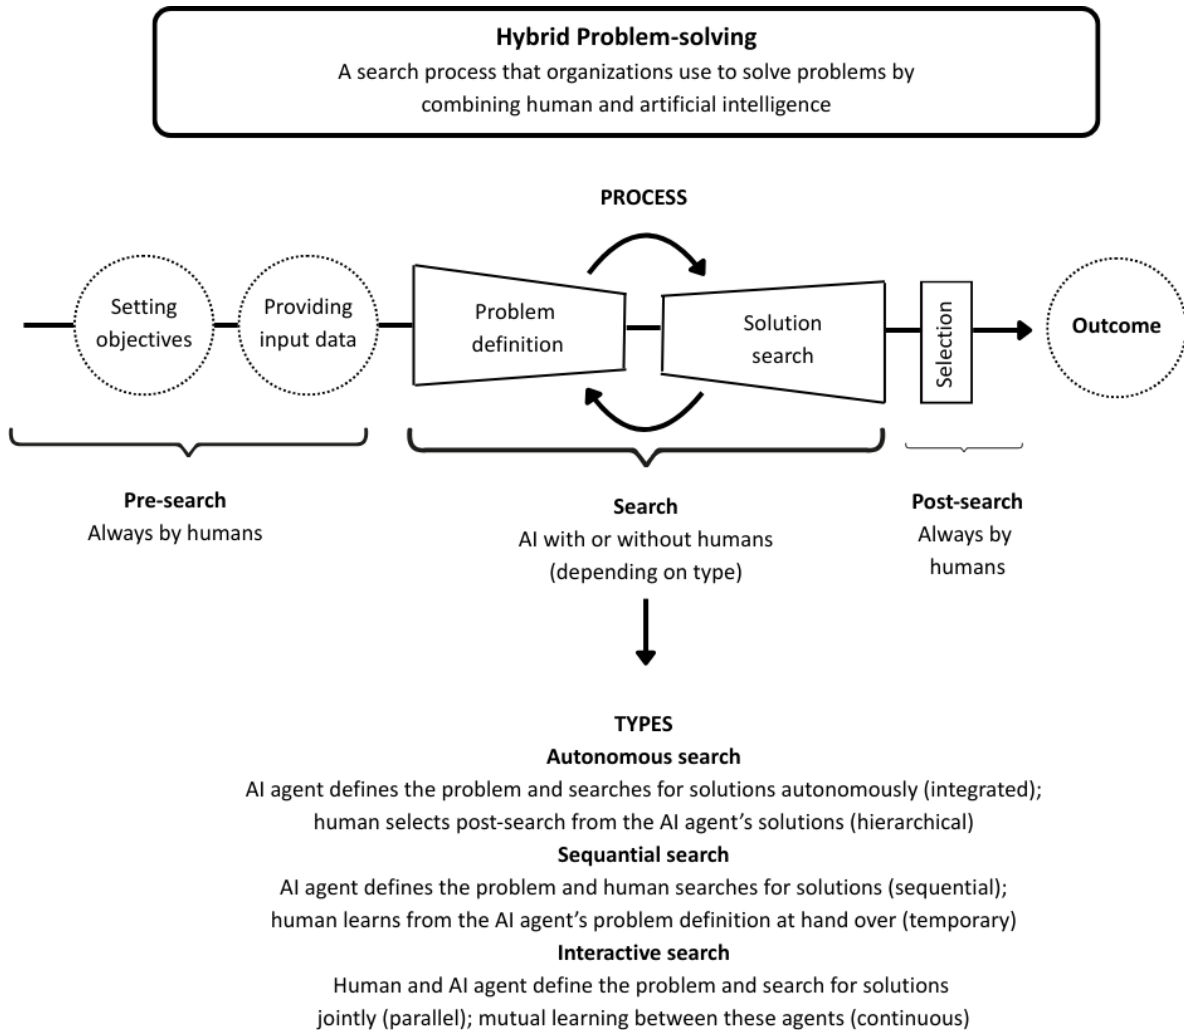 Hybrid Problem-solving
A search process that organizations use to solve problems by
combining human and artificial intelligence
PROCESS
Setting
objectives
Providing
input data
Problem
definition
Solution
search
Selection
Outcome
Pre-search
Always by humans
Search
AI with or without humans
(depending on type)
Post-search
Always by
humans
TYPES
Autonomous search
AI agent defines the problem and searches for solutions autonomously (integrated);
human selects post-search from the AI agent’s solutions (hierarchical)
Sequantial search
AI agent defines the problem and human searches for solutions (sequential);
human learns from the AI agent’s problem definition at hand over (temporary)
Interactive search
Human and AI agent define the problem and search for solutions
jointly (parallel); mutual learning between these agents (continuous)